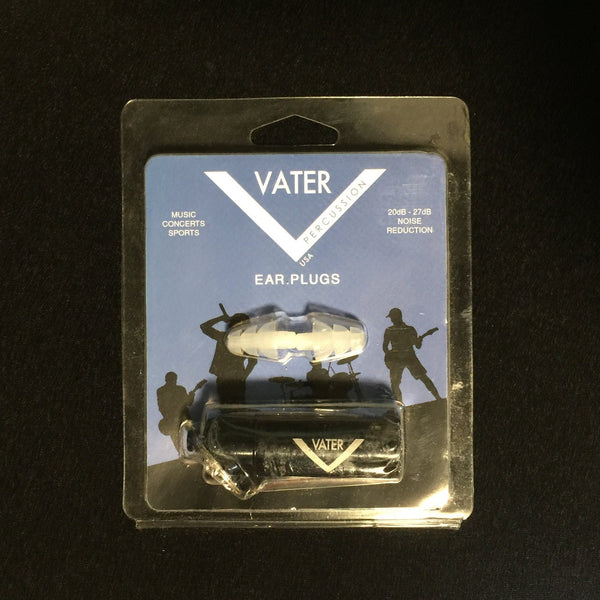 VATER
PERCUSSION
USA
MUSIC
CONCERTS
SPORTS
20dB - 27dB
NOISE
REDUCTION
EAR.PLUGS
VATER